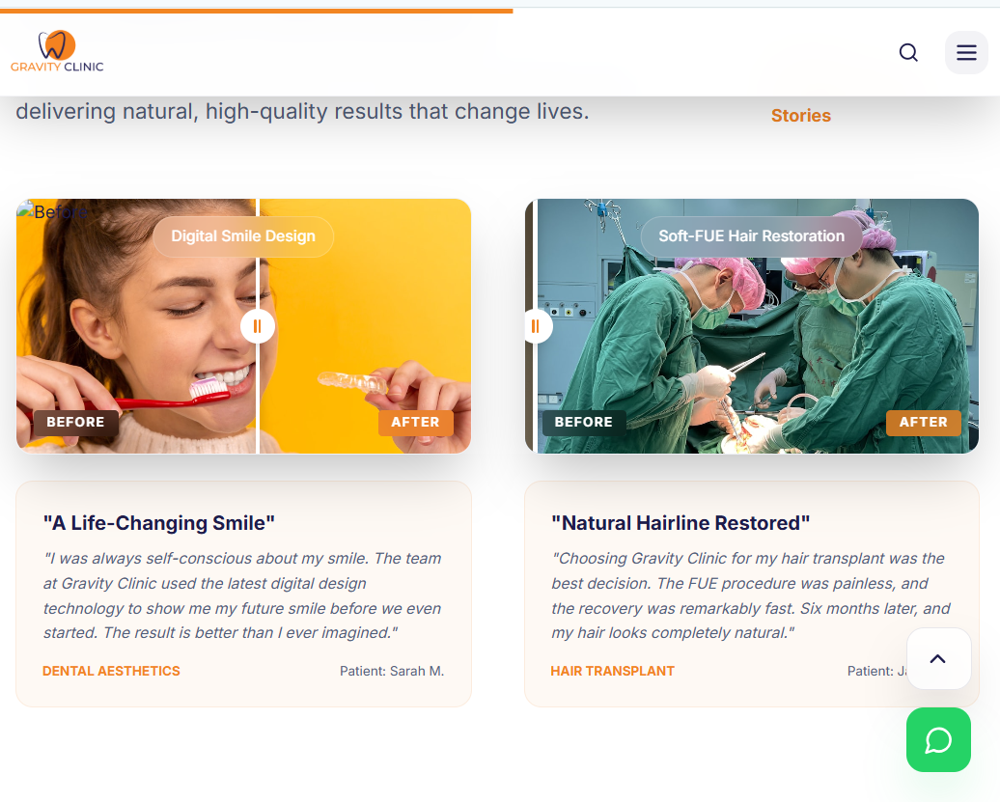 GRAVITY CLINIC
delivering natural, high-quality results that change lives.
Stories
Before
Digital Smile Design
BEFORE
AFTER
Soft-FUE Hair Restoration
BEFORE
AFTER
"A Life-Changing Smile"
"I was always self-conscious about my smile. The team
at Gravity Clinic used the latest digital design
technology to show me my future smile before we even
started. The result is better than I ever imagined."
DENTAL AESTHETICS
Patient: Sarah M.
"Natural Hairline Restored"
"Choosing Gravity Clinic for my hair transplant was the
best decision. The FUE procedure was painless, and
the recovery was remarkably fast. Six months later, and
my hair looks completely natural."
HAIR TRANSPLANT
Patient: